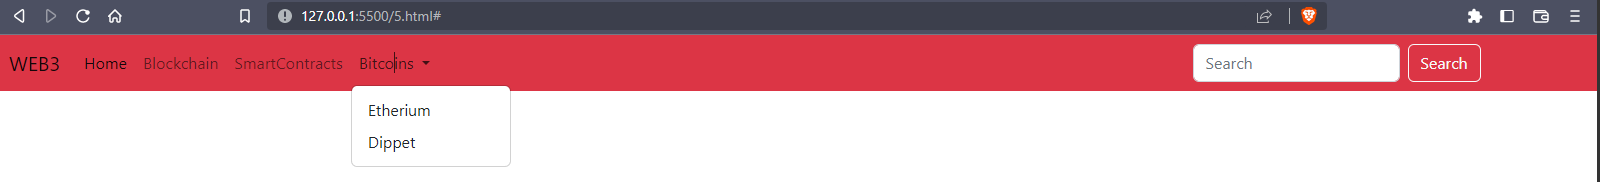 127.0.0.1:5500/5.html#
WEB3 Home Blockchain SmartContracts Bitcoins Search Search
Etherium
Dippet